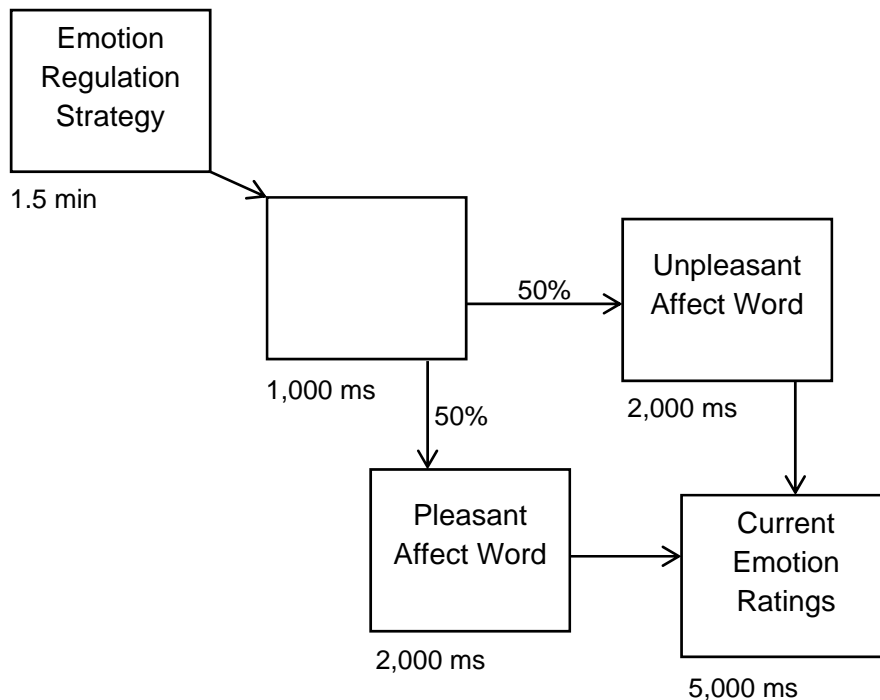 Emotion
Regulation
Strategy
1.5 min
1,000 ms
50%
Unpleasant
Affect Word
2,000 ms
50%
Pleasant
Affect Word
2,000 ms
Current
Emotion
Ratings
5,000 ms